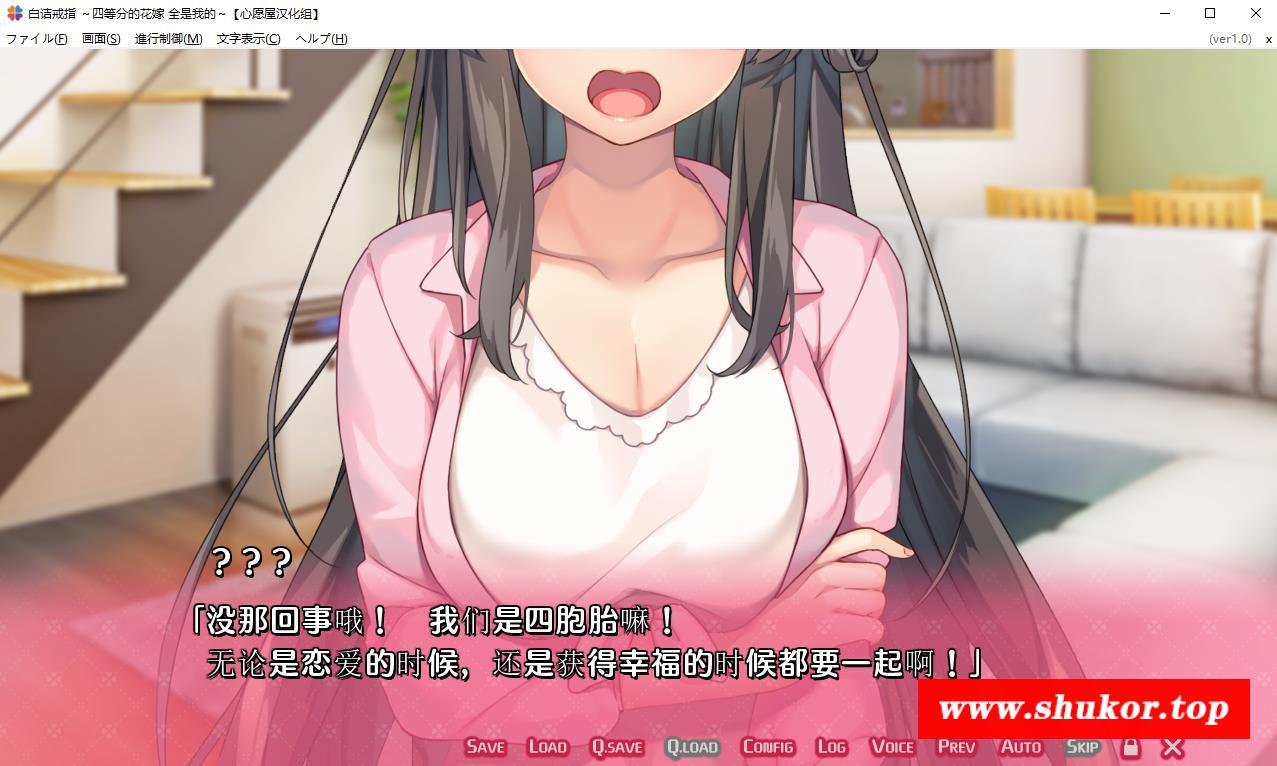 白诘戒指 ～四等分的花嫁 全是我的～【心愿屋汉化组】
ファイル(F) 画面(S) 進行制御(M) 文字表示(C) ヘルプ(H) (ver1.0) x
？？？
「没那回事哦！　我们是四胞胎嘛！
无论是恋爱的时候，还是获得幸福的时候都要一起啊！」
www.shukor.top
SAVE LOAD Q.SAVE Q.LOAD CONFIG LOG VOICE PREV AUTO SKIP